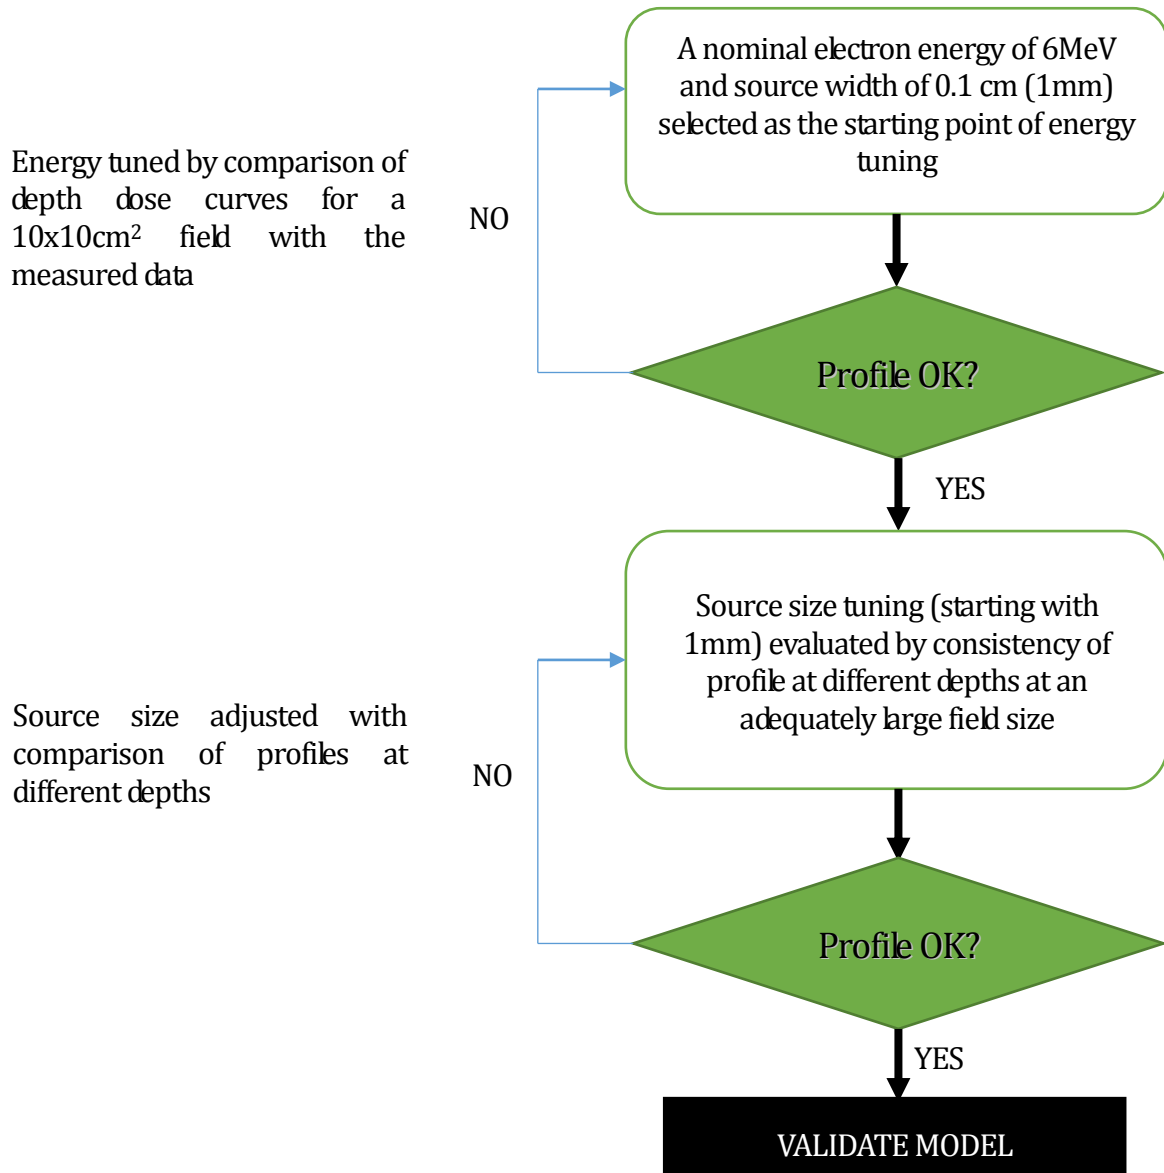 A nominal electron energy of 6MeV
and source width of 0.1 cm (1mm)
selected as the starting point of energy
tuning
Energy tuned by comparison of
depth dose curves for a
10x10cm² field with the
measured data
NO
Profile OK?
YES
Source size tuning (starting with
1mm) evaluated by consistency of
profile at different depths at an
adequately large field size
Source size adjusted with
comparison of profiles at
different depths
NO
Profile OK?
YES
VALIDATE MODEL